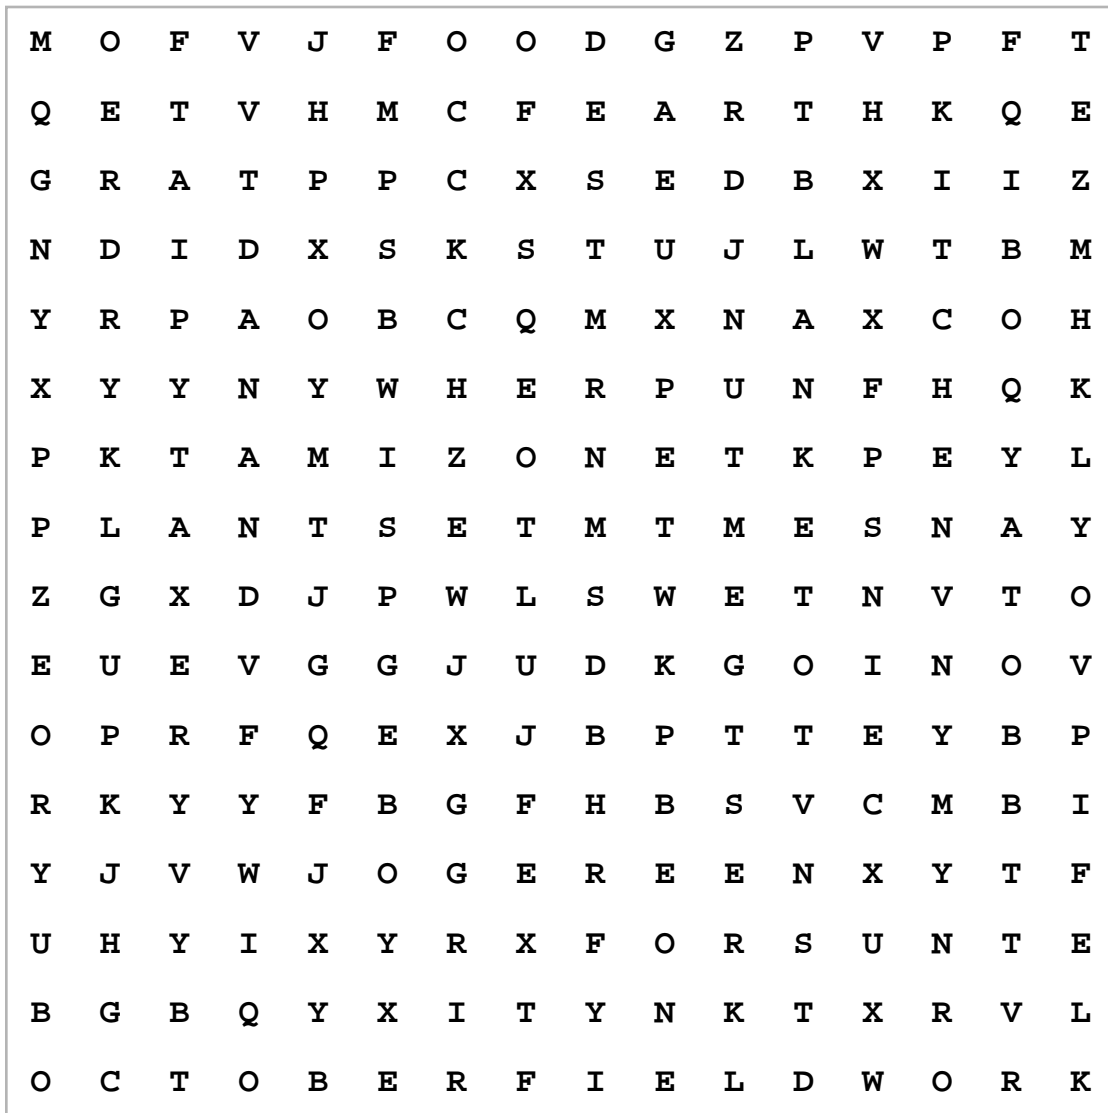 M O F V J F O O D G Z P V P F T
Q E T V H M C F E A R T H K Q E
G R A T P P C X S E D B X I I Z
N D I D X S K S T U J L W T B M
Y R P A O B C Q M X N A X C O H
X Y Y N Y W H E R P U N F H Q K
P K T A M I Z O N E T K P E Y L
P L A N T S E T M T M E S N A Y
Z G X D J P W L S W E T N V T O
E U E V G G J U D K G O I N O V
O P R F Q E X J B P T T E Y B P
R K Y Y F B G F H B S V C M B I
Y J V W J O G E R E E N X Y T F
U H Y I X Y R X F O R S U N T E
B G B Q Y X I T Y N K T X R V L
O C T O B E R F I E L D W O R K